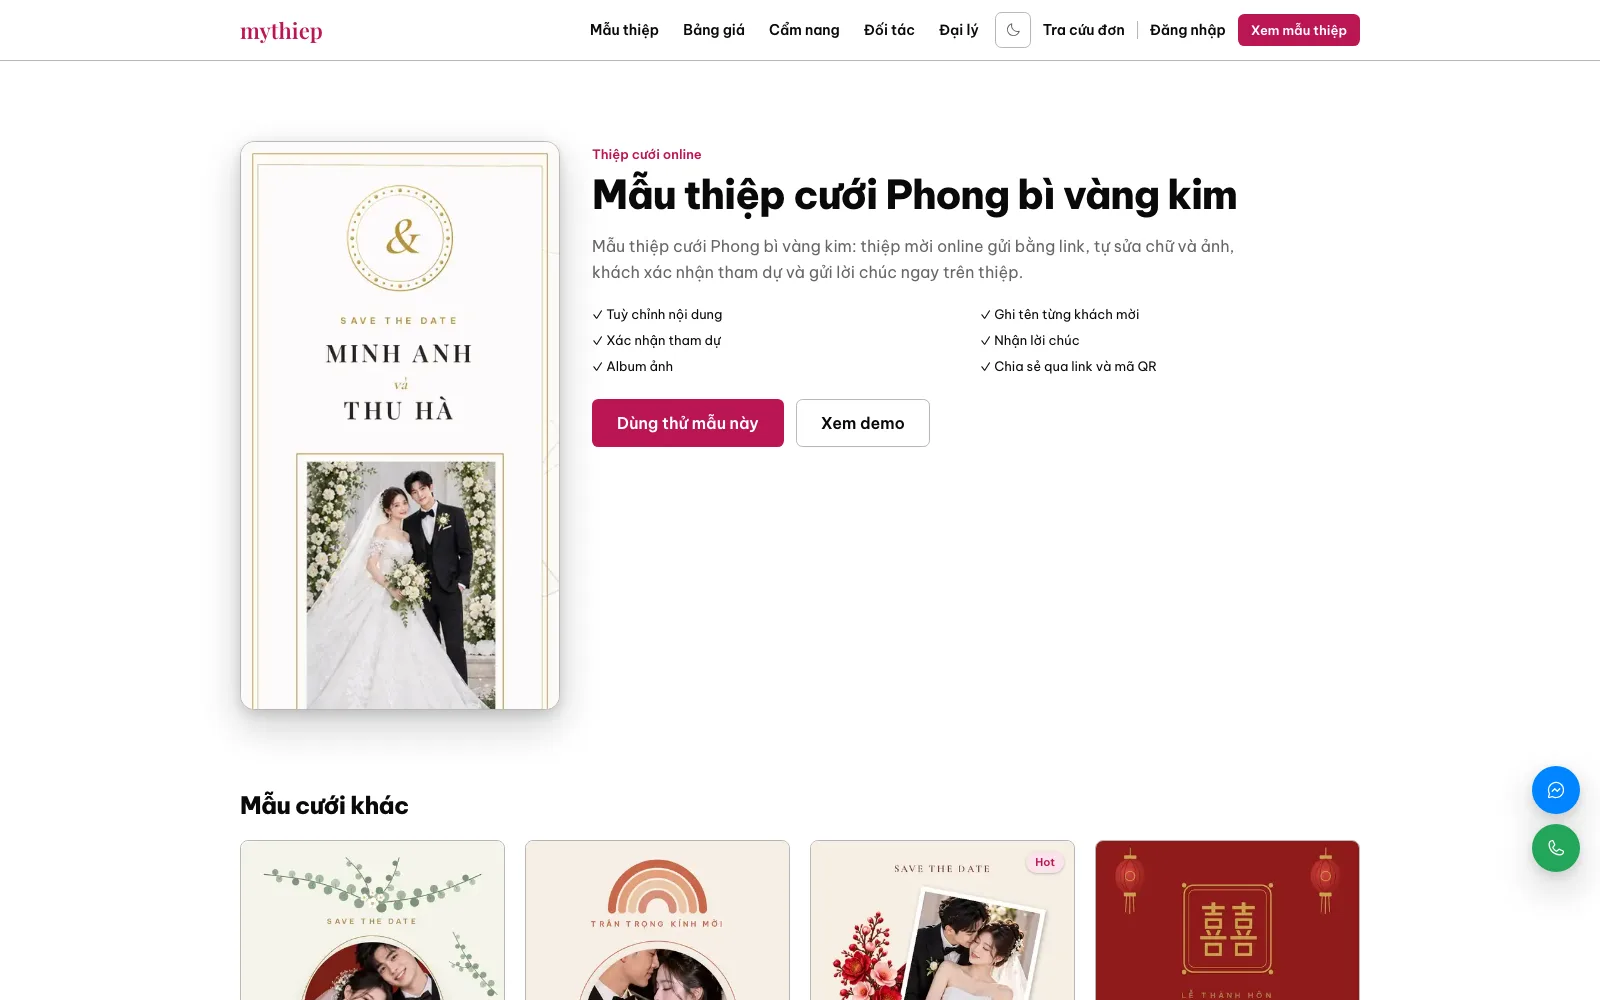 mythiep
Mẫu thiệp
Bảng giá
Cẩm nang
Đối tác
Đại lý
Tra cứu đơn
Đăng nhập
Xem mẫu thiệp
&
SAVE THE DATE
MINH ANH
và
THU HÀ
Thiệp cưới online
Mẫu thiệp cưới Phong bì vàng kim
Mẫu thiệp cưới Phong bì vàng kim: thiệp mời online gửi bằng link, tự sửa chữ và ảnh,
khách xác nhận tham dự và gửi lời chúc ngay trên thiệp.
✓ Tuỳ chỉnh nội dung
✓ Ghi tên từng khách mời
✓ Xác nhận tham dự
✓ Nhận lời chúc
✓ Album ảnh
✓ Chia sẻ qua link và mã QR
Dùng thử mẫu này
Xem demo
Mẫu cưới khác
SAVE THE DATE
TRÂN TRỌNG KÍNH MỜI
SAVE THE DATE
Hot
囍
LỄ THÀNH HÔN